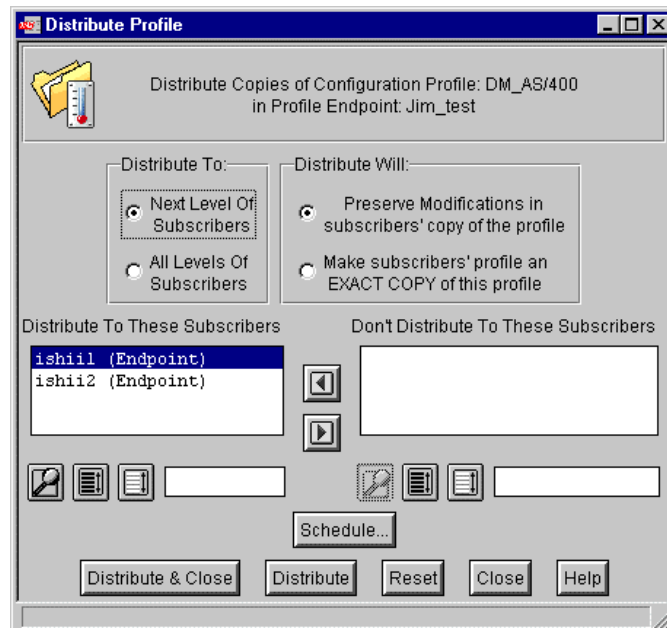 Distribute Profile
Distribute Copies of Configuration Profile: DM_AS/400
in Profile Endpoint: Jim_test
Distribute To:
Next Level Of
Subscribers
All Levels Of
Subscribers
Distribute Will:
Preserve Modifications in
subscribers' copy of the profile
Make subscribers' profile an
EXACT COPY of this profile
Distribute To These Subscribers
ishii1 (Endpoint)
ishii2 (Endpoint)
Don't Distribute To These Subscribers
Schedule...
Distribute & Close
Distribute
Reset
Close
Help